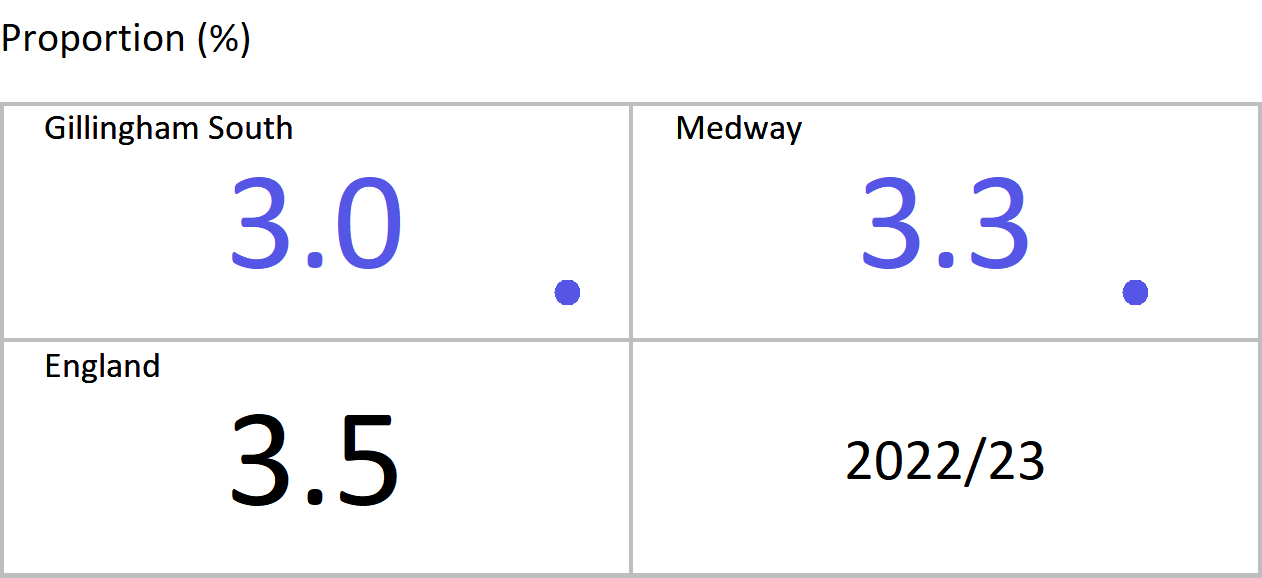 Proportion (%)
Gillingham South
3.0
Medway
3.3
England
3.5
2022/23